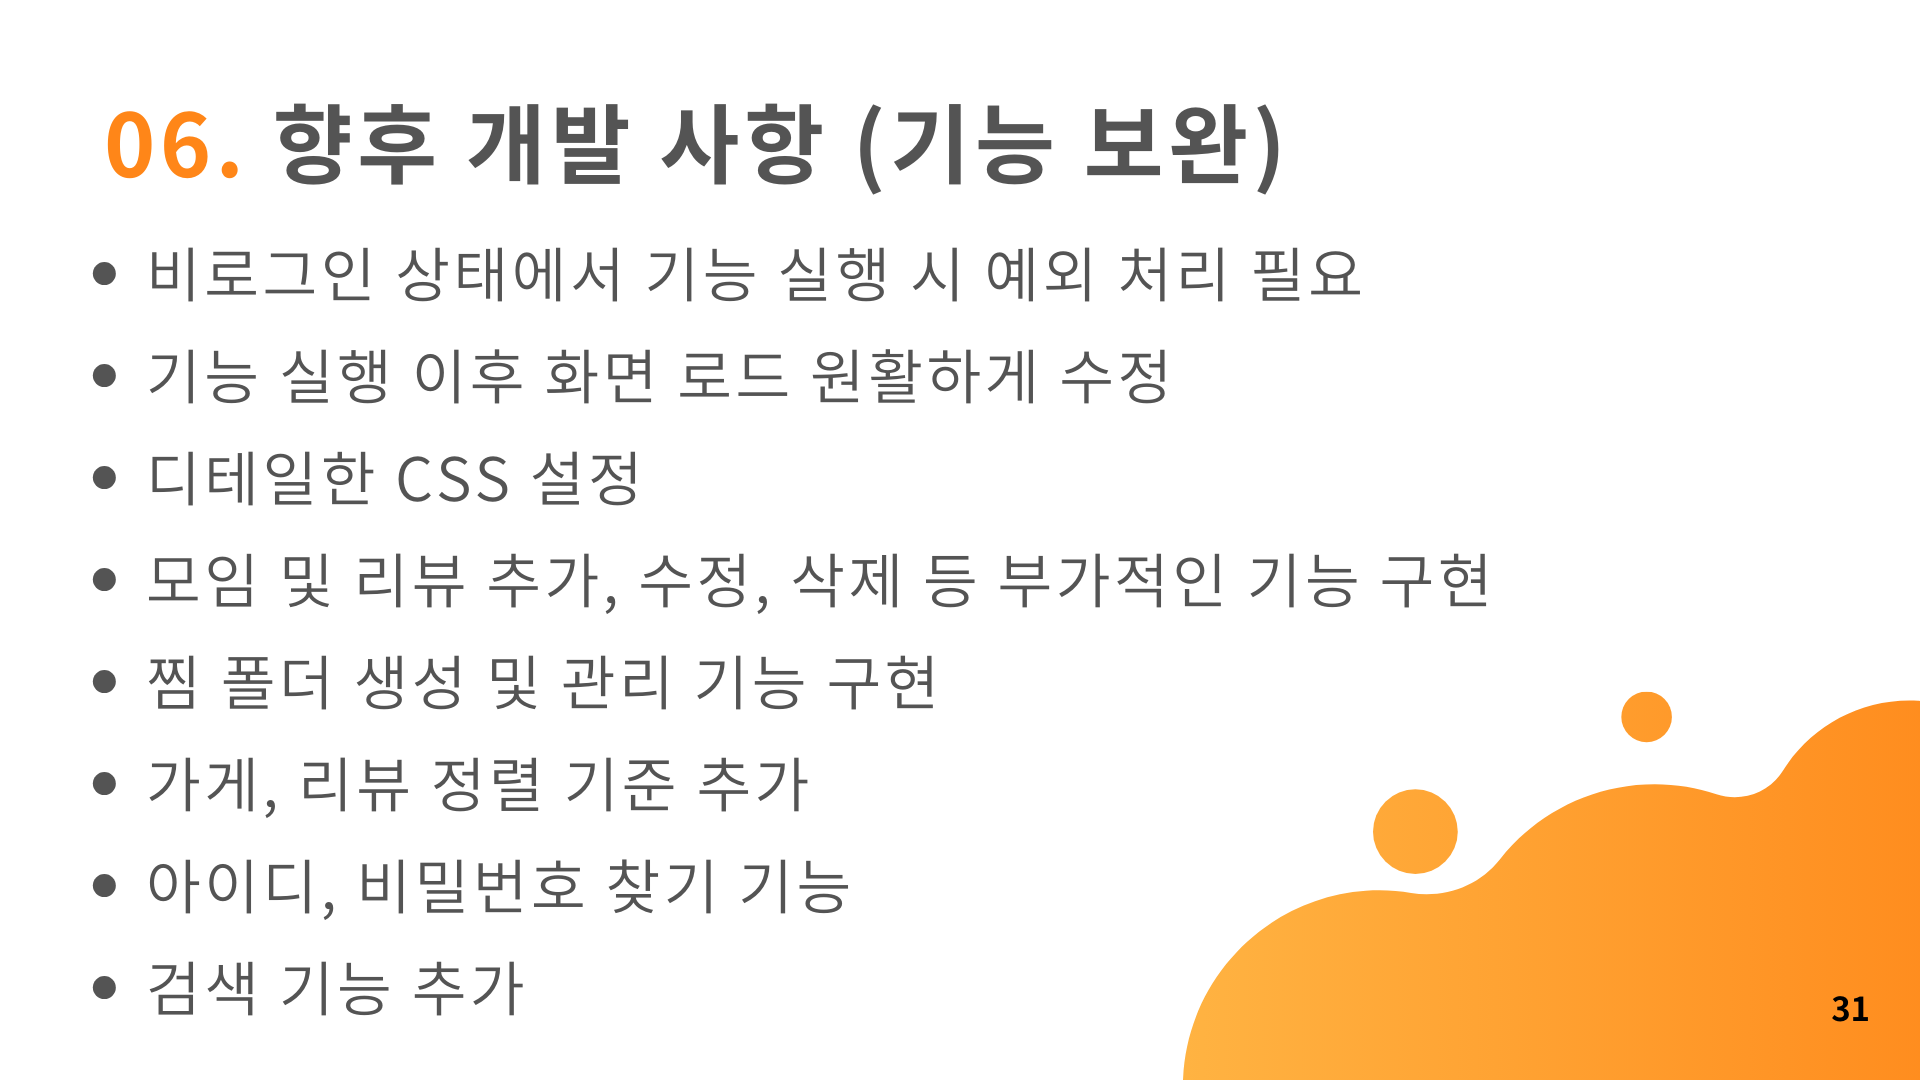 06. 향후 개발 사항 (기능 보완)
• 비로그인 상태에서 기능 실행 시 예외 처리 필요
• 기능 실행 이후 화면 로드 원활하게 수정
• 디테일한 CSS 설정
• 모임 및 리뷰 추가, 수정, 삭제 등 부가적인 기능 구현
• 찜 폴더 생성 및 관리 기능 구현
• 가게, 리뷰 정렬 기준 추가
• 아이디, 비밀번호 찾기 기능
• 검색 기능 추가
31